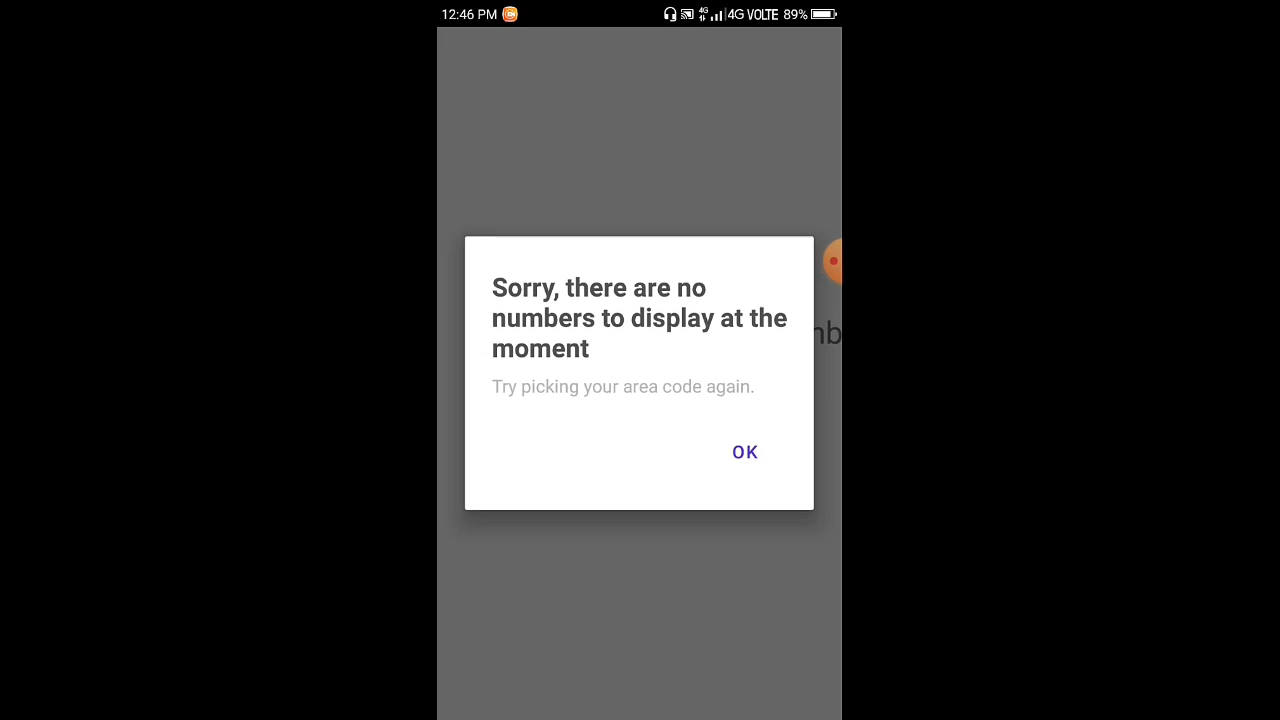 12:46 PM 4G 4G VOLTE 89%
Sorry, there are no
numbers to display at the
moment
Try picking your area code again.
OK